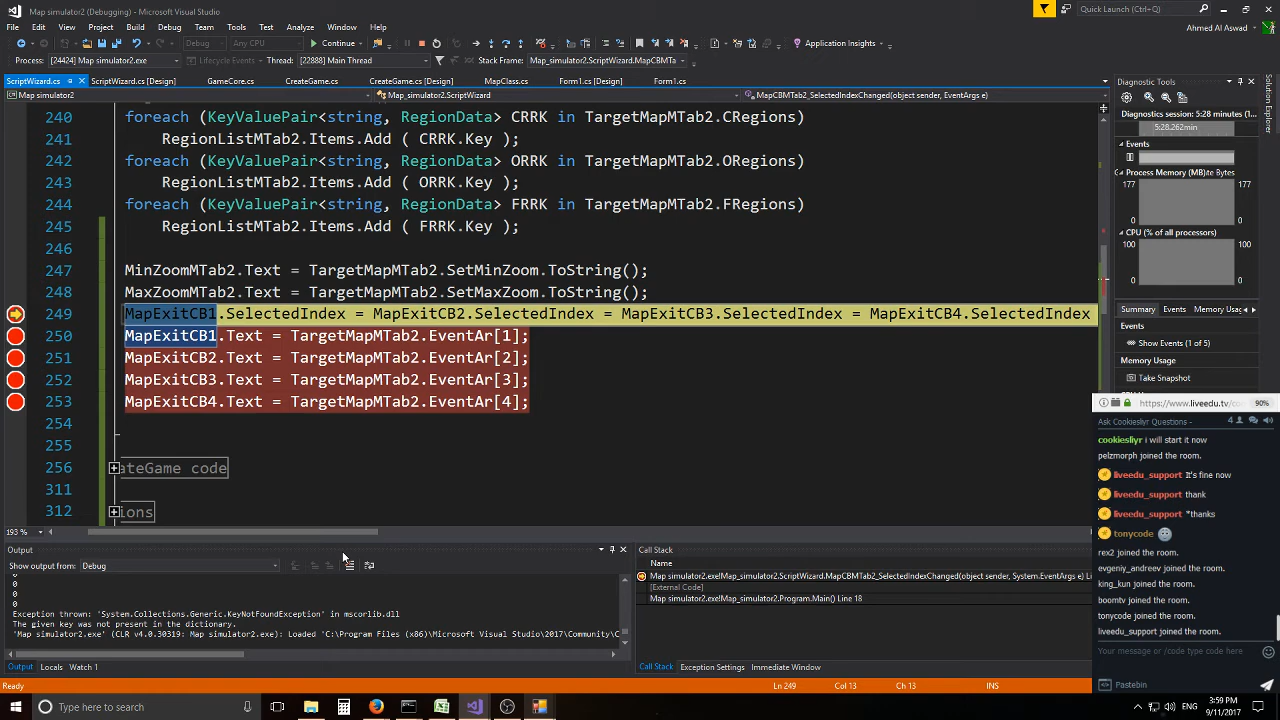 Map simulator2 (Debugging) - Microsoft Visual Studio
Quick Launch (Ctrl+Q)
File Edit View Project Build Debug Team Tools Test Analyze Window Help
Ahmed Al Aswad
Debug Any CPU Continue Application Insights
Process: [24424] Map simulator2.exe Lifecycle Events Thread: [22888] Main Thread Stack Frame: Map_simulator2.ScriptWizard.MapCBMTa
ScriptWizard.cs ScriptWizard.cs [Design] GameCore.cs CreateGame.cs CreateGame.cs [Design] MapClass.cs Form1.cs [Design] Form1.cs
Map simulator2 Map_simulator2.ScriptWizard MapCBMTab2_SelectedIndexChanged(object sender, EventArgs e)
240 foreach (KeyValuePair<string, RegionData> CRRK in TargetMapMTab2.CRegions)
241 RegionListMTab2.Items.Add ( CRRK.Key );
242 foreach (KeyValuePair<string, RegionData> ORRK in TargetMapMTab2.ORegions)
243 RegionListMTab2.Items.Add ( ORRK.Key );
244 foreach (KeyValuePair<string, RegionData> FRRK in TargetMapMTab2.FRegions)
245 RegionListMTab2.Items.Add ( FRRK.Key );
246
247 MinZoomMTab2.Text = TargetMapMTab2.SetMinZoom.ToString();
248 MaxZoomMTab2.Text = TargetMapMTab2.SetMaxZoom.ToString();
249 MapExitCB1.SelectedIndex = MapExitCB2.SelectedIndex = MapExitCB3.SelectedIndex = MapExitCB4.SelectedIndex
250 MapExitCB1.Text = TargetMapMTab2.EventAr[1];
251 MapExitCB2.Text = TargetMapMTab2.EventAr[2];
252 MapExitCB3.Text = TargetMapMTab2.EventAr[3];
253 MapExitCB4.Text = TargetMapMTab2.EventAr[4];
254
255
256 ateGame code
311
312 ions
193 %
Diagnostic Tools
Diagnostics session: 5:28 minutes (1
5:28.262min
Events
Process Memory (MB)
177 177
0 0
CPU (% of all processors)
100 100
0 0
Summary Events Memory Usag
Events
Show Events (1 of 5)
Memory Usage
Take Snapshot
Solution Explorer
https://www.liveedu.tv/co 90%
Ask Cookiesliyr Questions - 4
cookesliyr i will start it now
pelzmorph joined the room.
liveedu_support It's fine now
liveedu_support thank
liveedu_support *thanks
tonycode
rex2 joined the room.
evgeniy_andreev joined the room.
king_kun joined the room.
boomtv joined the room.
tonycode joined the room.
liveedu_support joined the room.
Your message or /code type code here
Pastebin
Output
Show output from: Debug
0
0
0
Exception thrown: 'System.Collections.Generic.KeyNotFoundException' in mscorlib.dll
The given key was not present in the dictionary.
'Map simulator2.exe' (CLR v4.0.30319: Map simulator2.exe): Loaded 'C:\Program Files (x86)\Microsoft Visual Studio\2017\Community\C
Output Locals Watch 1
Call Stack
Name
Map simulator2.exe!Map_simulator2.ScriptWizard.MapCBMTab2_SelectedIndexChanged(object sender, System.EventArgs e) Li
[External Code]
Map simulator2.exe!Map_simulator2.Program.Main() Line 18
Call Stack Exception Settings Immediate Window
Ready Ln 249 Col 13 Ch 13 INS
Type here to search
3:59 PM
9/11/2017